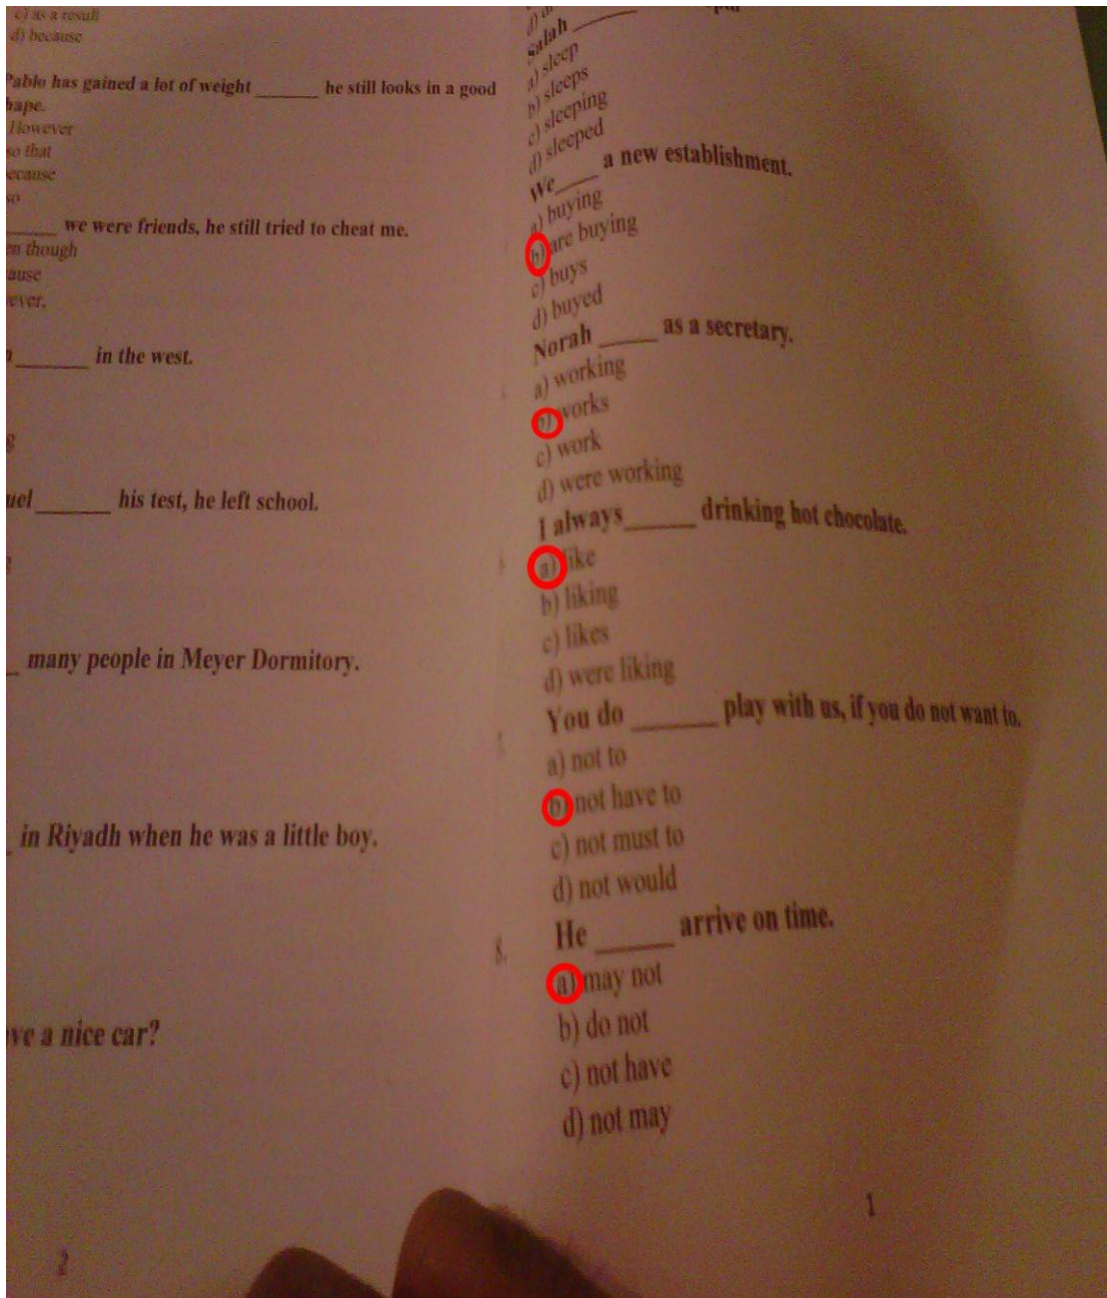 c) as a result
d) because
Pablo has gained a lot of weight ______ he still looks in a good
hape.
However
so that
ecause
so
______ we were friends, he still tried to cheat me.
en though
ause
ever,
______ in the west.
uel ______ his test, he left school.
many people in Meyer Dormitory.
in Riyadh when he was a little boy.
ve a nice car?
2
Salah ______
a) sleep
b) sleeps
c) sleeping
d) sleeped
We ____ a new establishment.
a) buying
b) are buying
c) buys
d) buyed
Norah _____ as a secretary.
a) working
b) works
c) work
d) were working
I always ______ drinking hot chocolate.
a) like
b) liking
c) likes
d) were liking
You do ______ play with us, if you do not want to.
a) not to
b) not have to
c) not must to
d) not would
8. He ______ arrive on time.
a) may not
b) do not
c) not have
d) not may
1